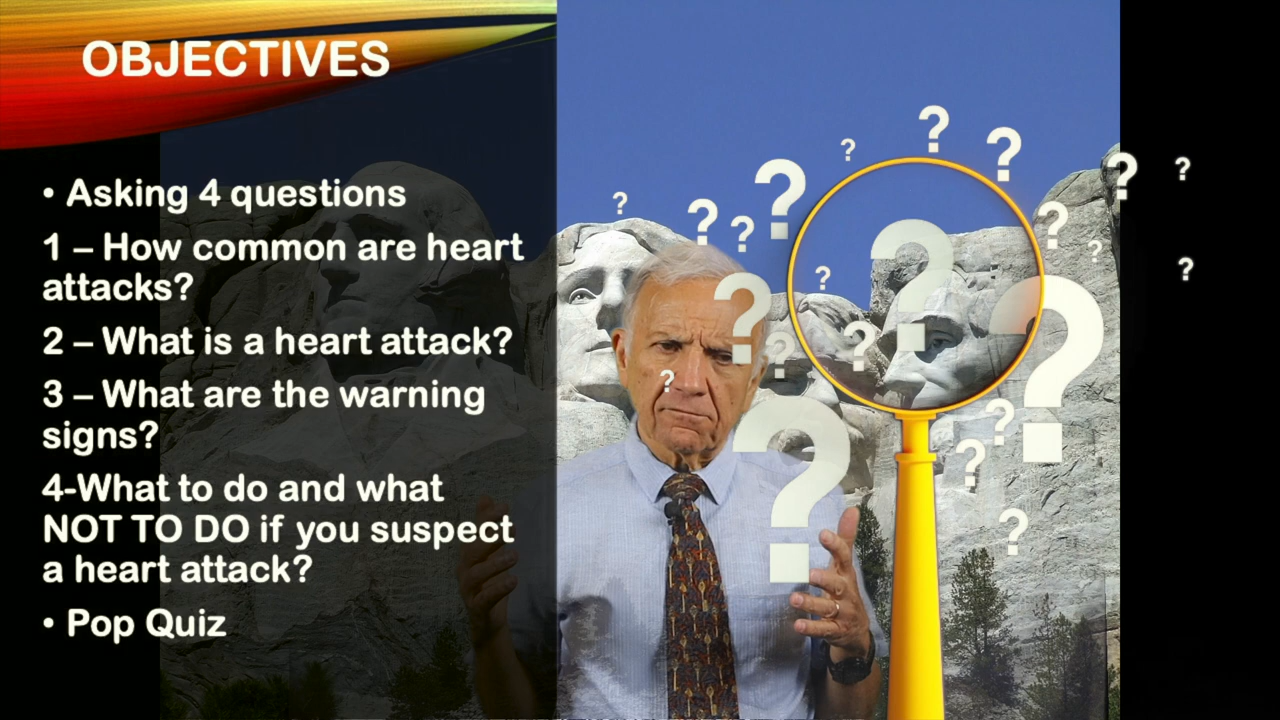 OBJECTIVES
• Asking 4 questions
1 – How common are heart
attacks?
2 – What is a heart attack?
3 – What are the warning
signs?
4-What to do and what
NOT TO DO if you suspect
a heart attack?
• Pop Quiz